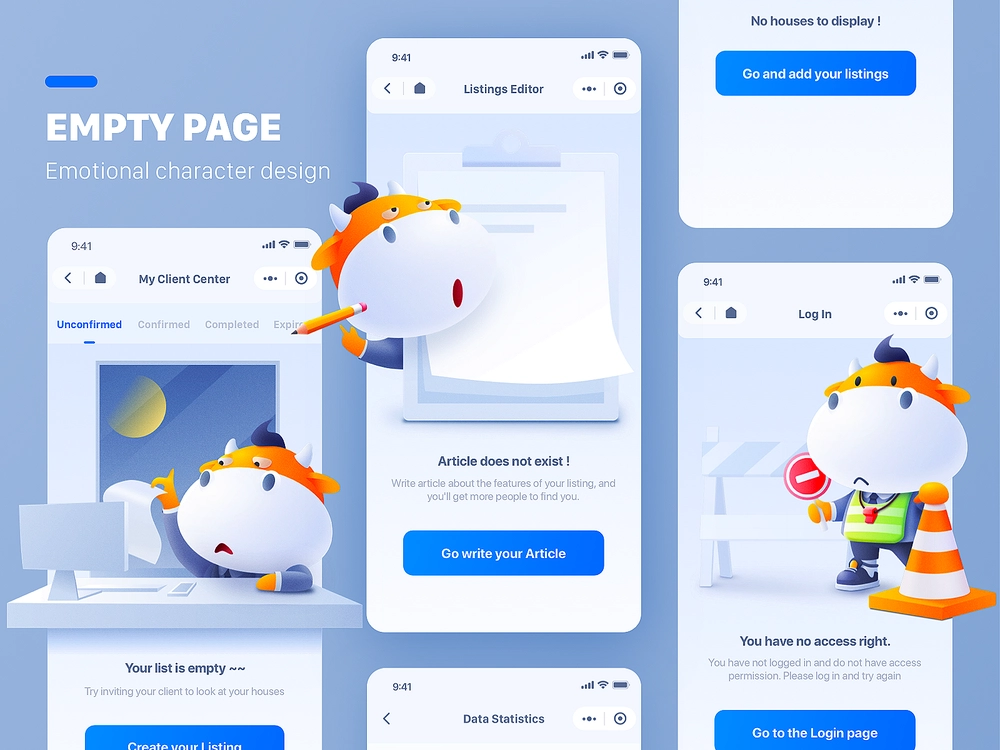 EMPTY PAGE
Emotional character design
9:41
My Client Center
Unconfirmed Confirmed Completed
Your list is empty ~~
Try inviting your client to look at your houses
Create your Listing
9:41
Listings Editor
Article does not exist !
Write article about the features of your listing, and
you'll get more people to find you.
Go write your Article
9:41
Data Statistics
No houses to display !
Go and add your listings
9:41
Log In
You have no access right.
You have not logged in and do not have access
permission. Please log in and try again
Go to the Login page